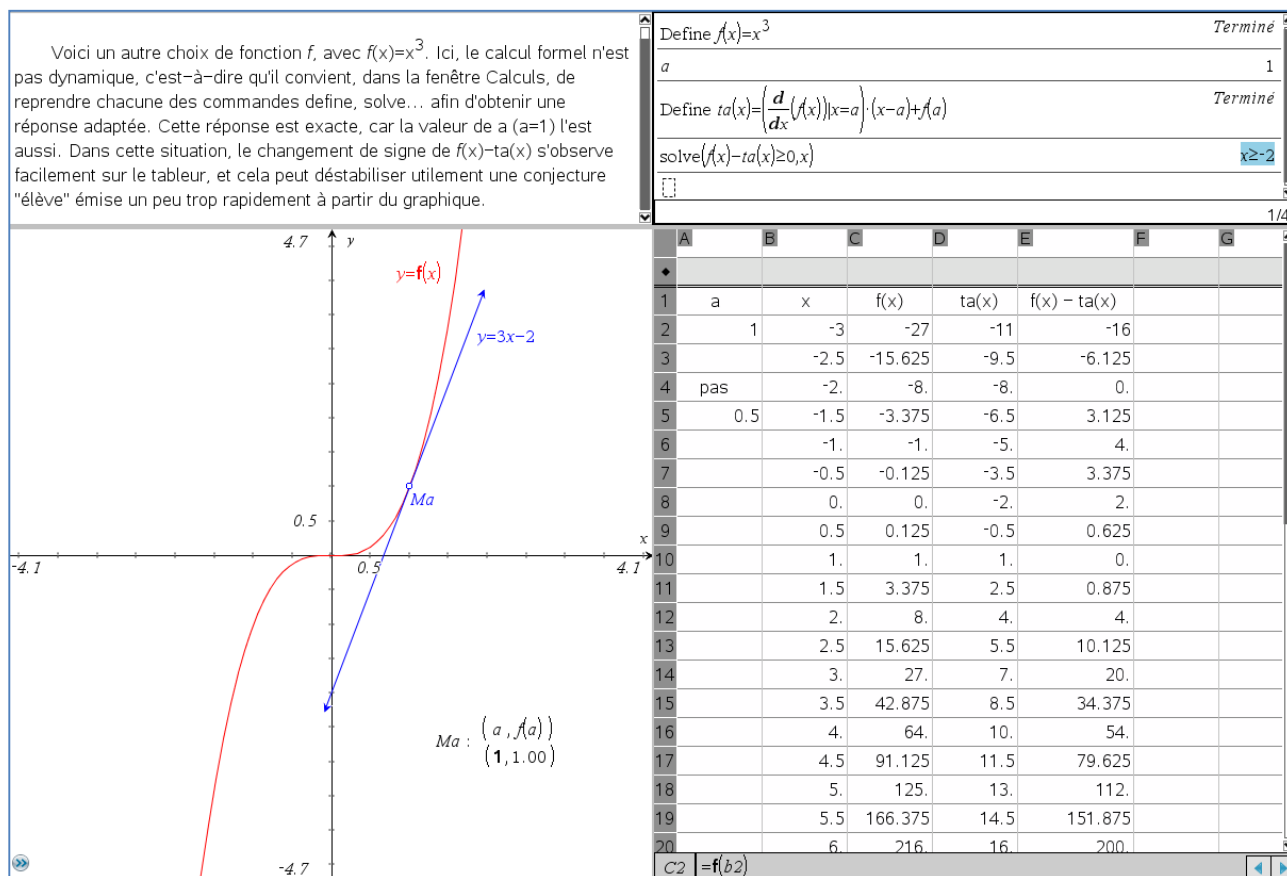 Voici un autre choix de fonction f, avec f(x)=x³. Ici, le calcul formel n'est
pas dynamique, c'est-à-dire qu'il convient, dans la fenêtre Calculs, de
reprendre chacune des commandes define, solve... afin d'obtenir une
réponse adaptée. Cette réponse est exacte, car la valeur de a (a=1) l'est
aussi. Dans cette situation, le changement de signe de f(x)-ta(x) s'observe
facilement sur le tableur, et cela peut déstabiliser utilement une conjecture
"élève" émise un peu trop rapidement à partir du graphique.
Define f(x)=x³ Terminé
a 1
Define ta(x)=(d/dx(f(x))|x=a)·(x-a)+f(a) Terminé
solve(f(x)-ta(x)≥0,x) x≥-2
1/4
4.7 y
y=f(x)
y=3x-2
Ma
0.5
x
-4.1 0.5 4.1
Ma : (a , f(a))
(1,1.00)
-4.7
A B C D E F G
◆
1 a x f(x) ta(x) f(x) - ta(x)
2 1 -3 -27 -11 -16
3 -2.5 -15.625 -9.5 -6.125
4 pas -2. -8. -8. 0.
5 0.5 -1.5 -3.375 -6.5 3.125
6 -1. -1. -5. 4.
7 -0.5 -0.125 -3.5 3.375
8 0. 0. -2. 2.
9 0.5 0.125 -0.5 0.625
10 1. 1. 1. 0.
11 1.5 3.375 2.5 0.875
12 2. 8. 4. 4.
13 2.5 15.625 5.5 10.125
14 3. 27. 7. 20.
15 3.5 42.875 8.5 34.375
16 4. 64. 10. 54.
17 4.5 91.125 11.5 79.625
18 5. 125. 13. 112.
19 5.5 166.375 14.5 151.875
20 6. 216. 16. 200.
C2 =f(b2)